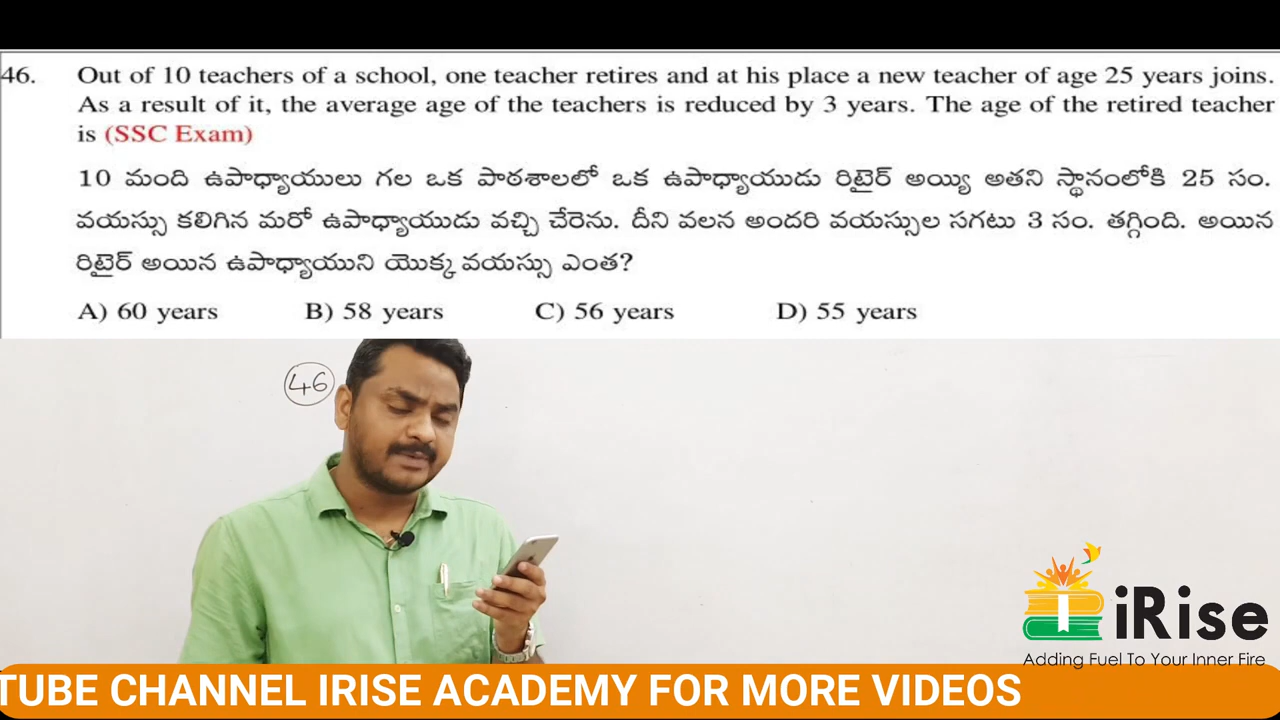 46. Out of 10 teachers of a school, one teacher retires and at his place a new teacher of age 25 years joins.
As a result of it, the average age of the teachers is reduced by 3 years. The age of the retired teacher
is (SSC Exam)
10 మంది ఉపాధ్యాయులు గల ఒక పాఠశాలలో ఒక ఉపాధ్యాయుడు రిటైర్ అయ్యి అతని స్థానంలోకి 25 సం.
వయస్సు కలిగిన మరో ఉపాధ్యాయుడు వచ్చి చేరెను. దీని వలన అందరి వయస్సుల సగటు 3 సం. తగ్గింది. అయిన
రిటైర్ అయిన ఉపాధ్యాయుని యొక్క వయస్సు ఎంత?
A) 60 years B) 58 years C) 56 years D) 55 years
46
iRise
Adding Fuel To Your Inner Fire
TUBE CHANNEL IRISE ACADEMY FOR MORE VIDEOS